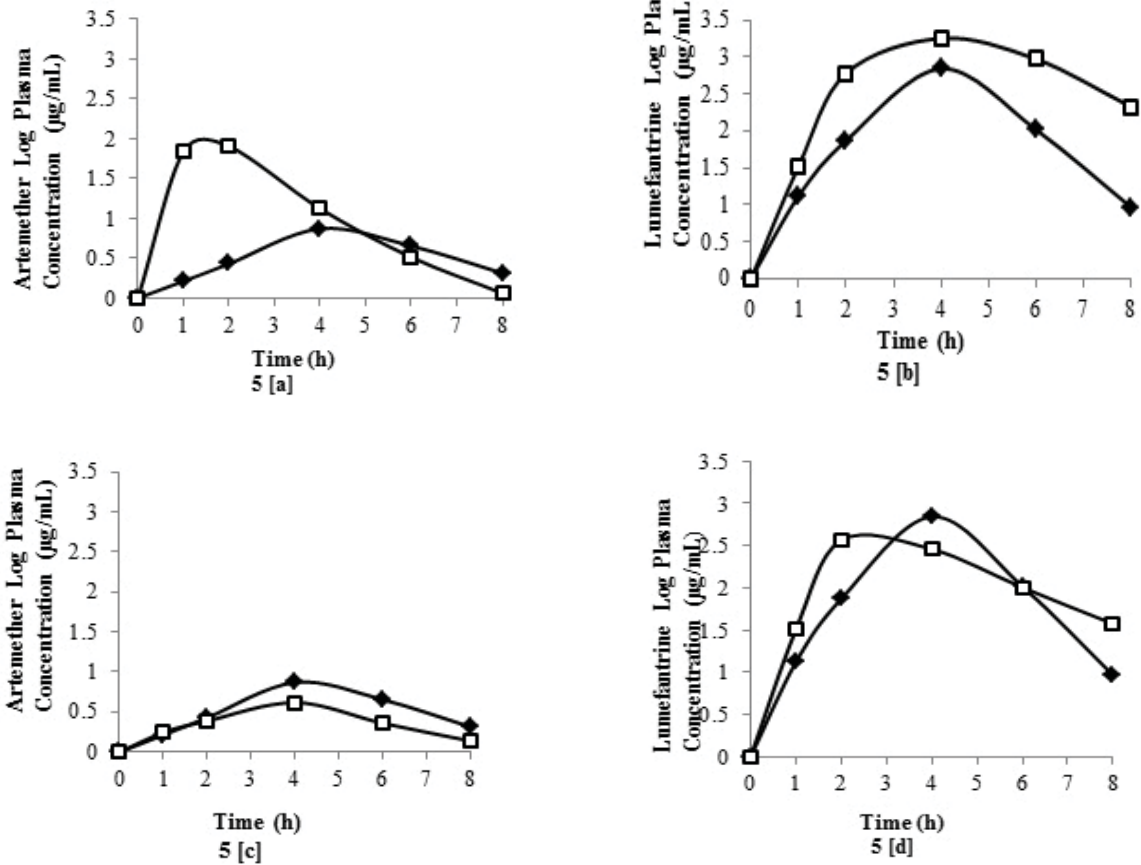 Artemether Log Plasma
Concentration (µg/mL)
3.5
3
2.5
2
1.5
1
0.5
0
0 1 2 3 4 5 6 7 8
Time (h)
5 [a]
Lumefantrine Log Pla
Concentration (µg/mL
3.5
3
2.5
2
1.5
1
0.5
0
0 1 2 3 4 5 6 7 8
Time (h)
5 [b]
Artemether Log Plasma
Concentration (µg/mL)
3.5
3
2.5
2
1.5
1
0.5
0
0 1 2 3 4 5 6 7 8
Time (h)
5 [c]
Lumefantrine Log Plasma
Concentration (µg/mL)
3.5
3
2.5
2
1.5
1
0.5
0
0 1 2 3 4 5 6 7 8
Time (h)
5 [d]